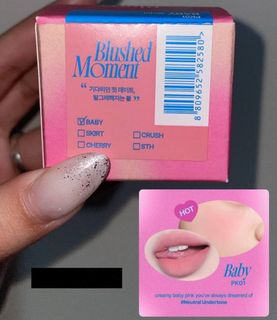 PK01
BABY
8 809652 582580 >
Blushed
Moment
“ 기다리던 첫 데이트,
발그레해지는 볼 ”
BABY
SKIRT
CRUSH
CHERRY
STH
HOT
Baby
PK01
creamy baby pink you've always dreamed of
#Neutral Undertone